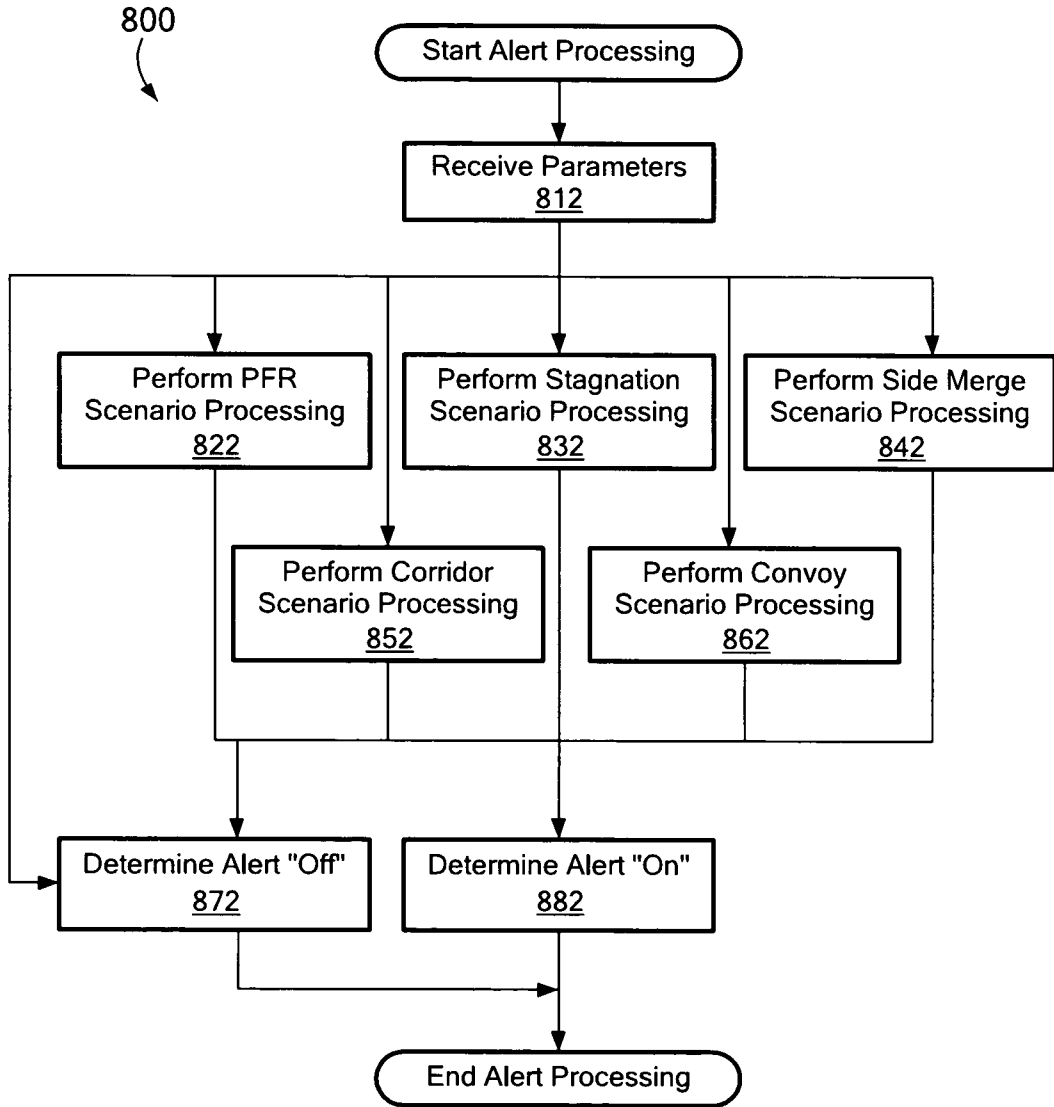 800
Start Alert Processing
Receive Parameters
812
Perform PFR
Scenario Processing
822
Perform Stagnation
Scenario Processing
832
Perform Side Merge
Scenario Processing
842
Perform Corridor
Scenario Processing
852
Perform Convoy
Scenario Processing
862
Determine Alert "Off"
872
Determine Alert "On"
882
End Alert Processing